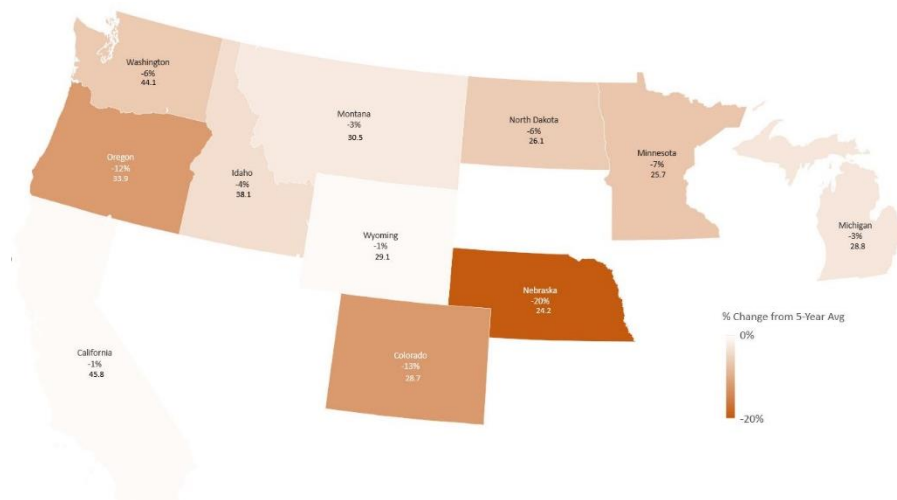 Washington
-6%
44.1
Montana
-3%
30.5
North Dakota
-6%
26.1
Minnesota
-7%
25.7
Oregon
-12%
33.9
Idaho
-4%
38.1
Michigan
-3%
28.8
Wyoming
-1%
29.1
Nebraska
-20%
24.2
% Change from 5-Year Avg
0%
-20%
California
-1%
45.8
Colorado
-13%
28.7